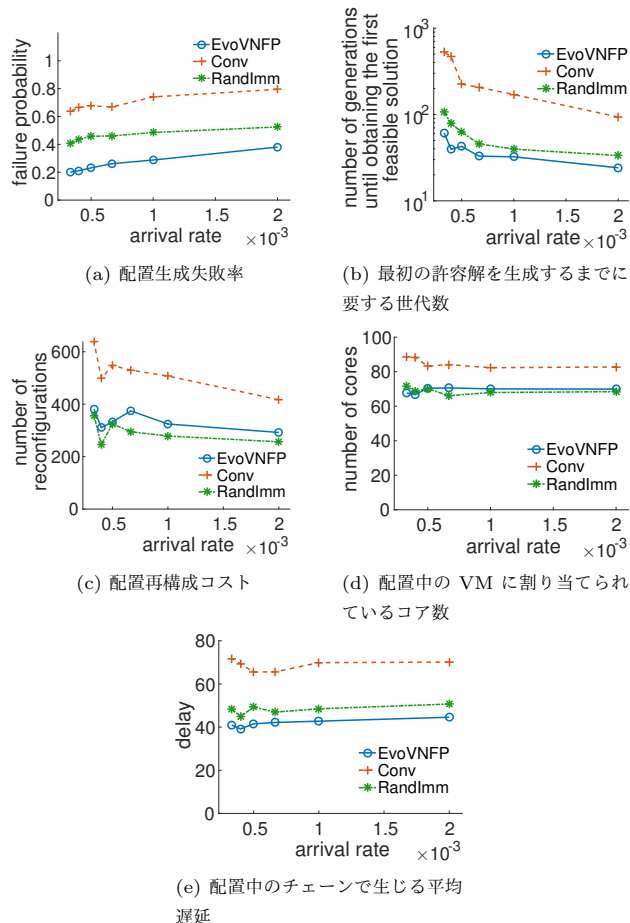 failure probability
1
0.8
0.6
0.4
0.2
0
0.5
1
1.5
2
arrival rate
×10⁻³
EvoVNFP
Conv
RandImm
(a) 配置生成失敗率
number of generations
until obtaining the first
feasible solution
10³
10²
10¹
0.5
1
1.5
2
arrival rate
×10⁻³
EvoVNFP
Conv
RandImm
(b) 最初の許容解を生成するまでに
要する世代数
number of
reconfigurations
600
400
200
0
0.5
1
1.5
2
arrival rate
×10⁻³
EvoVNFP
Conv
RandImm
(c) 配置再構成コスト
number of cores
100
80
60
40
20
0
0.5
1
1.5
2
arrival rate
×10⁻³
EvoVNFP
Conv
RandImm
(d) 配置中の VM に割り当てられ
ているコア数
delay
80
60
40
20
0
0.5
1
1.5
2
arrival rate
×10⁻³
EvoVNFP
Conv
RandImm
(e) 配置中のチェーンで生じる平均
遅延